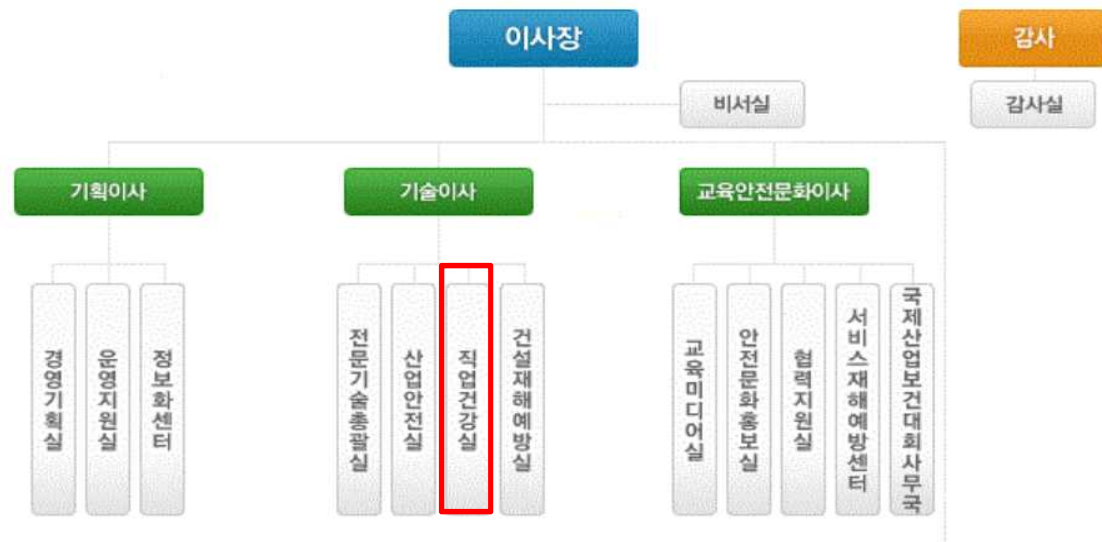 이사장
감사
비서실
감사실
기획이사
기술이사
교육안전문화이사
경영기획실
운영지원실
정보화센터
전문기술총괄실
산업안전실
직업건강실
건설재해예방실
교육미디어실
안전문화홍보실
협력지원실
서비스재해예방센터
국제산업보건대회사무국